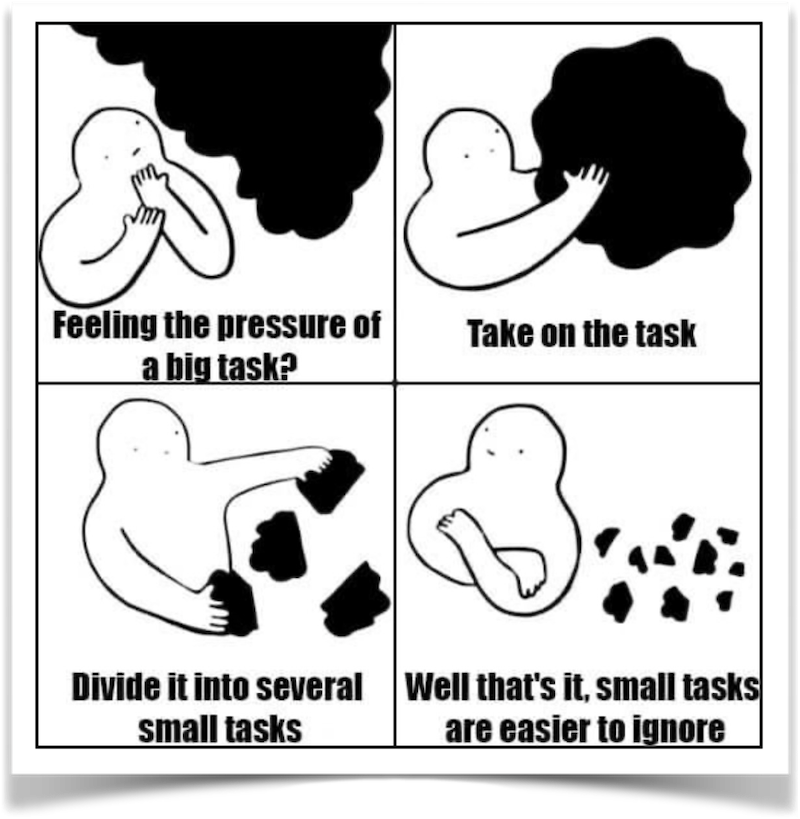 Feeling the pressure of
a big task?
Take on the task
Divide it into several
small tasks
Well that's it, small tasks
are easier to ignore